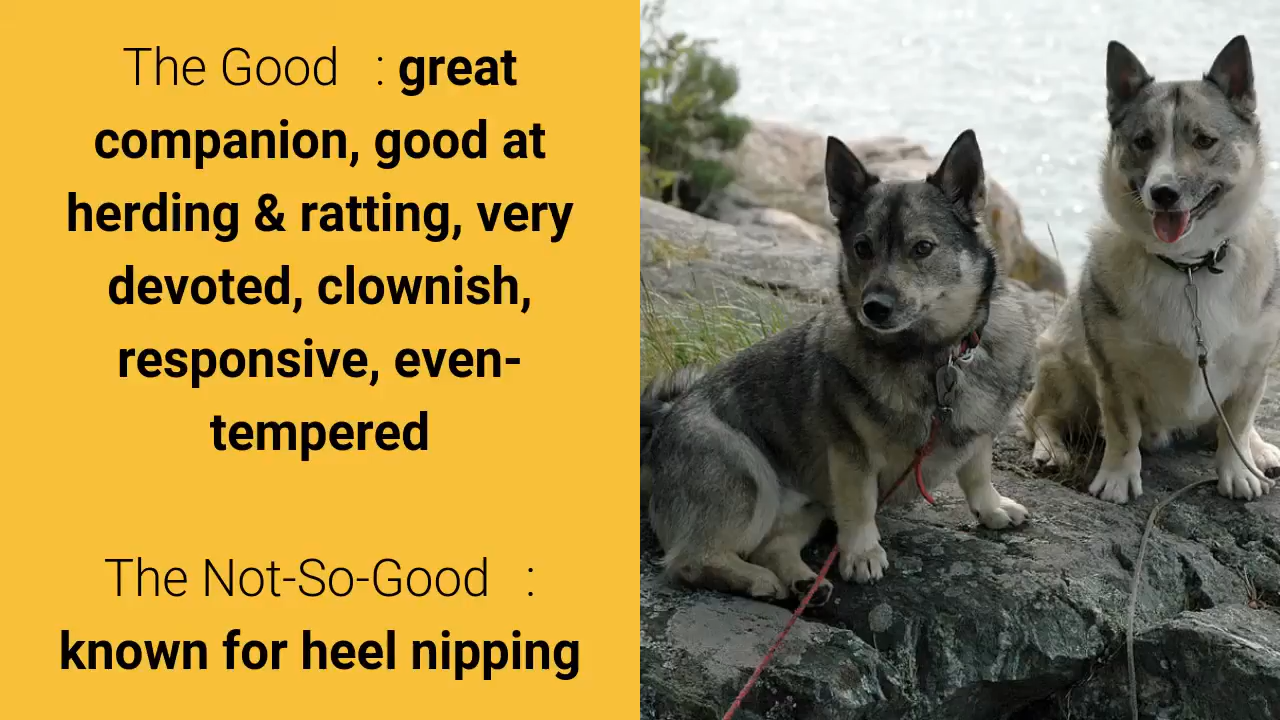 The Good : great
companion, good at
herding & ratting, very
devoted, clownish,
responsive, even-
tempered
The Not-So-Good :
known for heel nipping